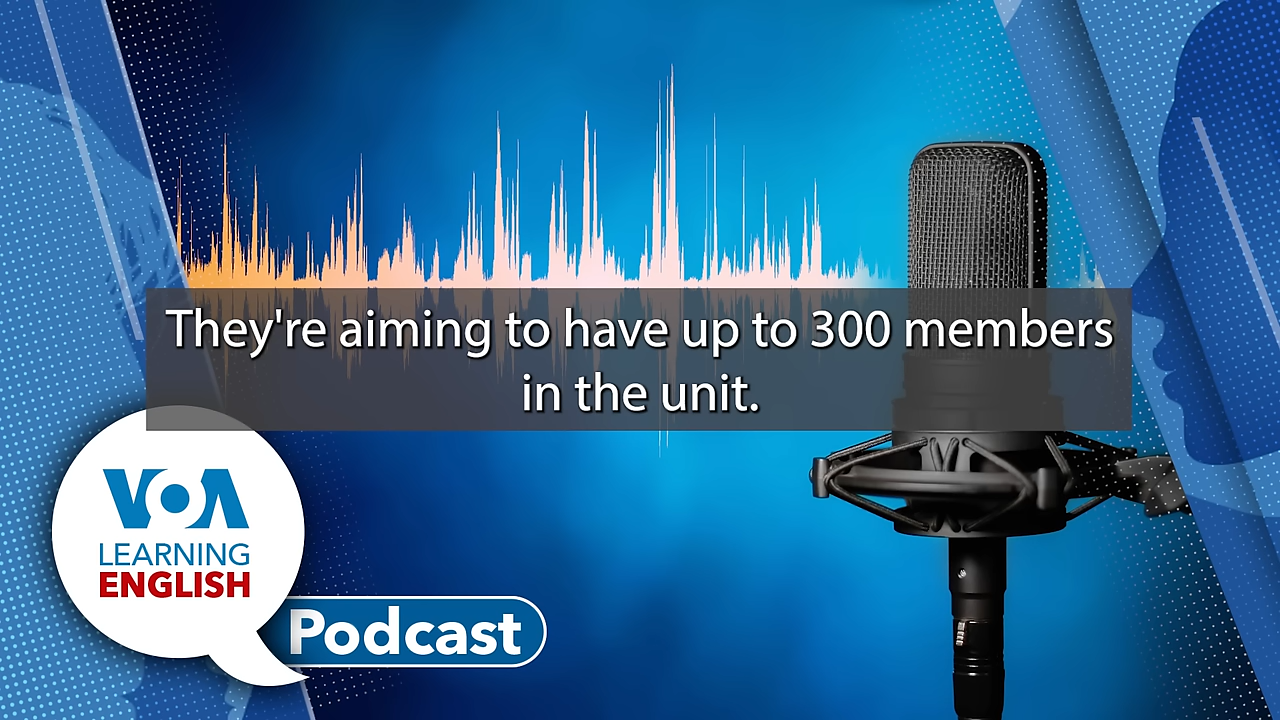 They're aiming to have up to 300 members
in the unit.
VOA
LEARNING
ENGLISH
Podcast